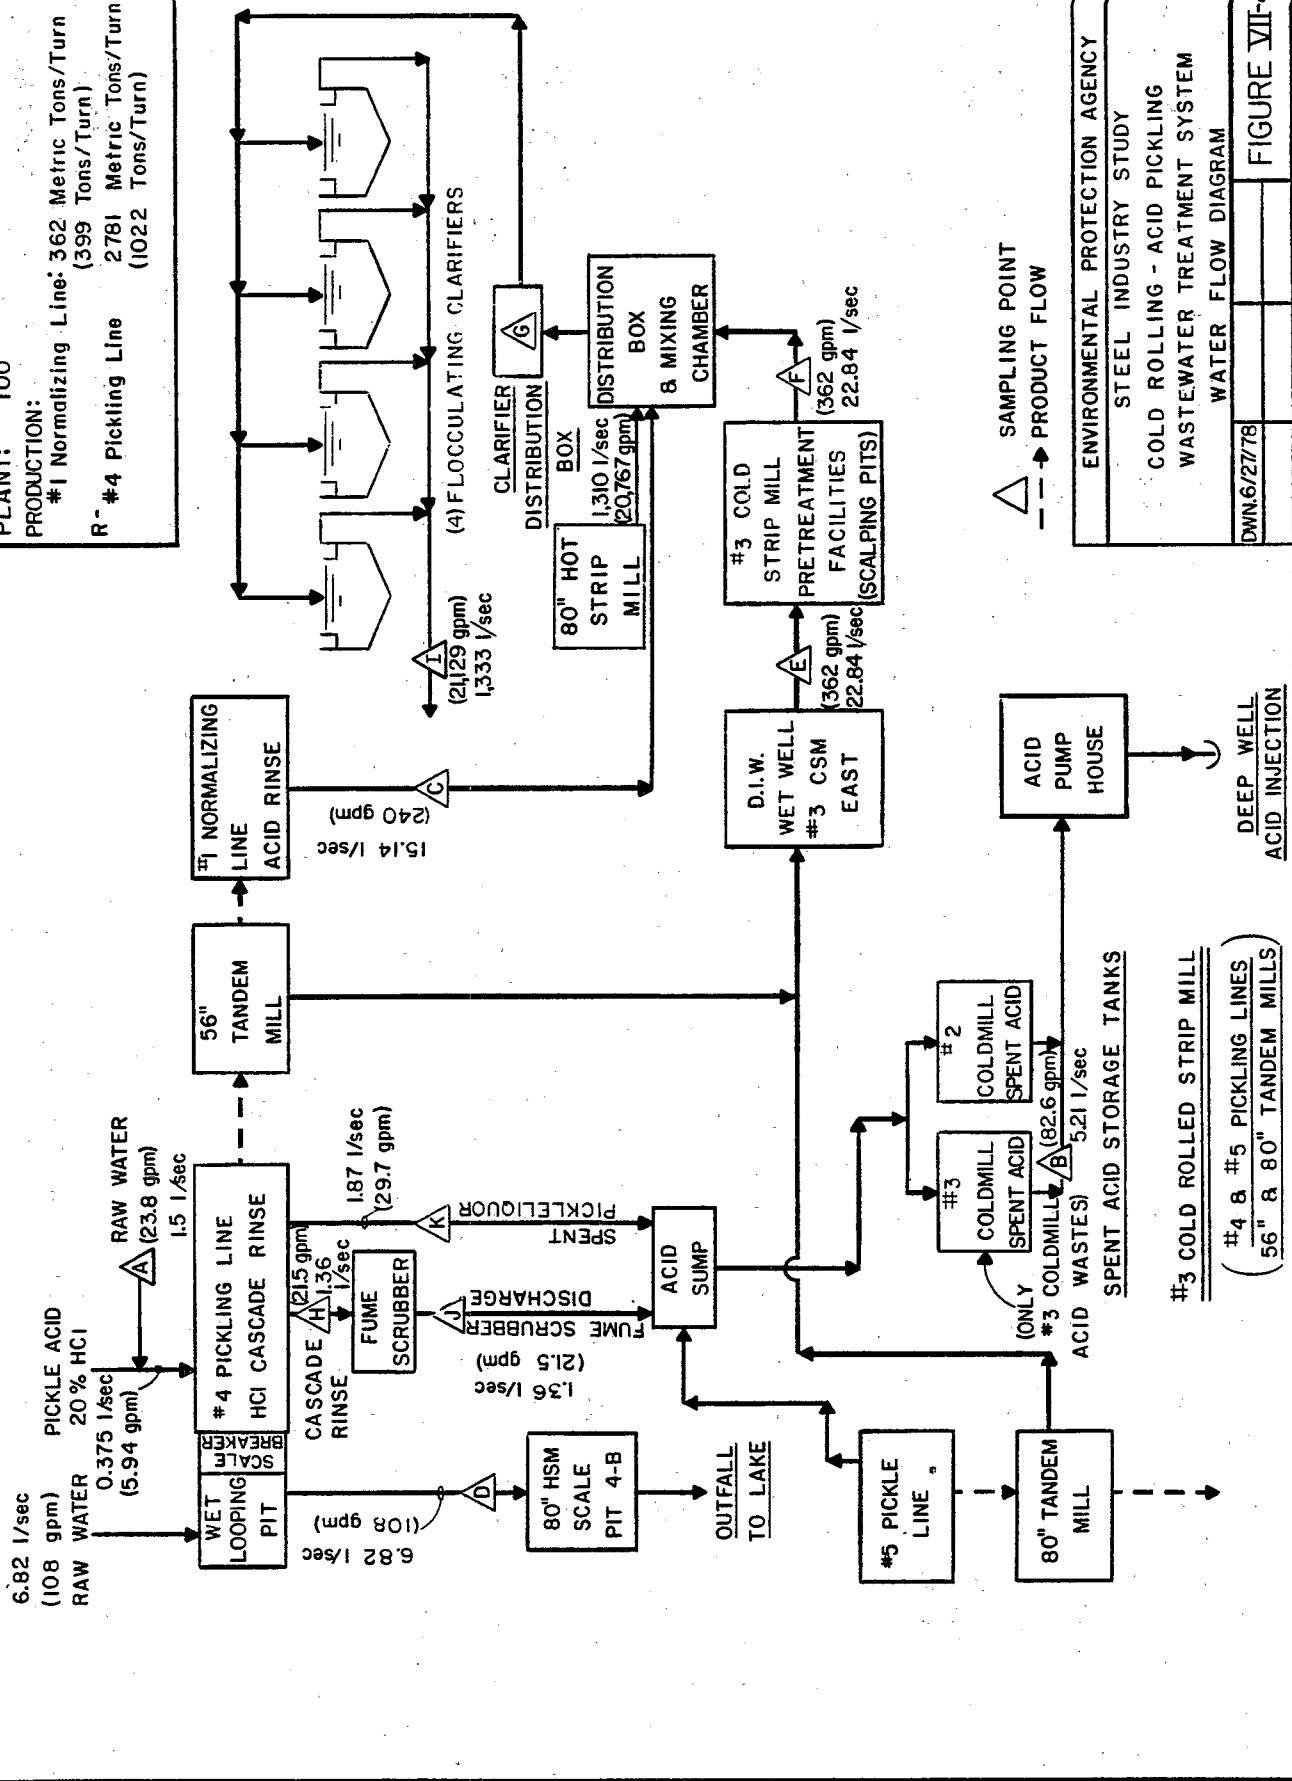 PLANT: 100
PRODUCTION:
#1 Normalizing Line: 362 Metric Tons/Turn
(399 Tons/Turn)
R- #4 Pickling Line 2781 Metric Tons/Turn
(1022 Tons/Turn)
6.82 l/sec
(108 gpm)
RAW WATER
PICKLE ACID
20% HCl
0.375 l/sec
(5.94 gpm)
RAW WATER
A
(23.8 gpm)
1.5 l/sec
WET
LOOPING
PIT
SCALE
BREAKER
#4 PICKLING LINE
HCl CASCADE RINSE
56"
TANDEM
MILL
#1 NORMALIZING
LINE
ACID RINSE
6.82 l/sec
(108 gpm)
D
CASCADE
RINSE
(21.5 gpm)
H
1.36
l/sec
FUME
SCRUBBER
1.87 l/sec
(29.7 gpm)
K
SPENT
PICKLELIQUOR
J
FUME SCRUBBER
DISCHARGE
1.36 l/sec
(21.5 gpm)
15.14 l/sec
(240 gpm)
C
I
(21,129 gpm)
1,333 l/sec
(4)FLOCCULATING CLARIFIERS
80" HSM
SCALE
PIT 4-B
OUTFALL
TO LAKE
ACID
SUMP
80" HOT
STRIP
MILL
1,310 l/sec
(20,767gpm)
CLARIFIER
DISTRIBUTION
BOX
G
DISTRIBUTION
BOX
& MIXING
CHAMBER
D.I.W.
WET WELL
#3 CSM
EAST
E
(362 gpm)
22.84 l/sec
#3 COLD
STRIP MILL
PRETREATMENT
FACILITIES
(SCALPING PITS)
F
(362 gpm)
22.84 l/sec
#5 PICKLE
LINE
80" TANDEM
MILL
#3
COLDMILL
SPENT ACID
#2
COLDMILL
SPENT ACID
(ONLY
#3 COLDMILL
ACID WASTES)
B
(82.6 gpm)
5.21 l/sec
SPENT ACID STORAGE TANKS
ACID
PUMP
HOUSE
DEEP WELL
ACID INJECTION
#3 COLD ROLLED STRIP MILL
(#4 & #5 PICKLING LINES
56" & 80" TANDEM MILLS)
SAMPLING POINT
PRODUCT FLOW
ENVIRONMENTAL PROTECTION AGENCY
STEEL INDUSTRY STUDY
COLD ROLLING - ACID PICKLING
WASTEWATER TREATMENT SYSTEM
WATER FLOW DIAGRAM
DWN.6/27/78
FIGURE VII-